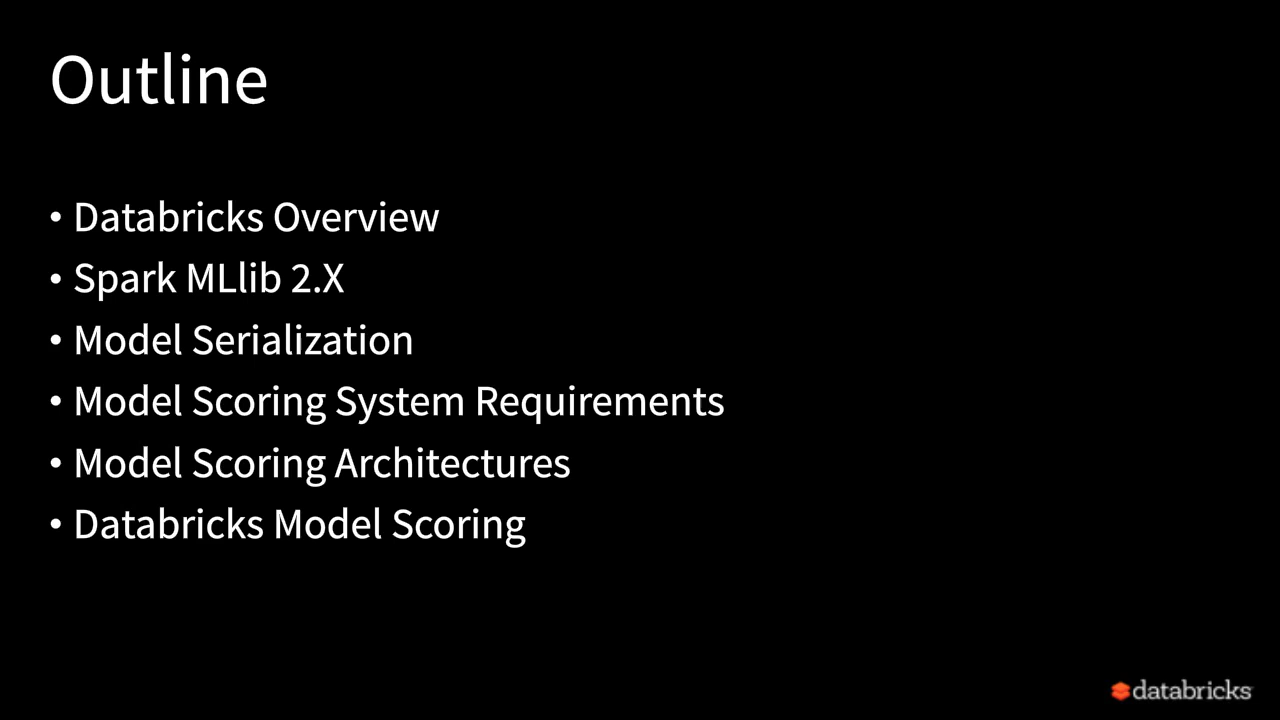 Outline
• Databricks Overview
• Spark MLlib 2.X
• Model Serialization
• Model Scoring System Requirements
• Model Scoring Architectures
• Databricks Model Scoring
databricks